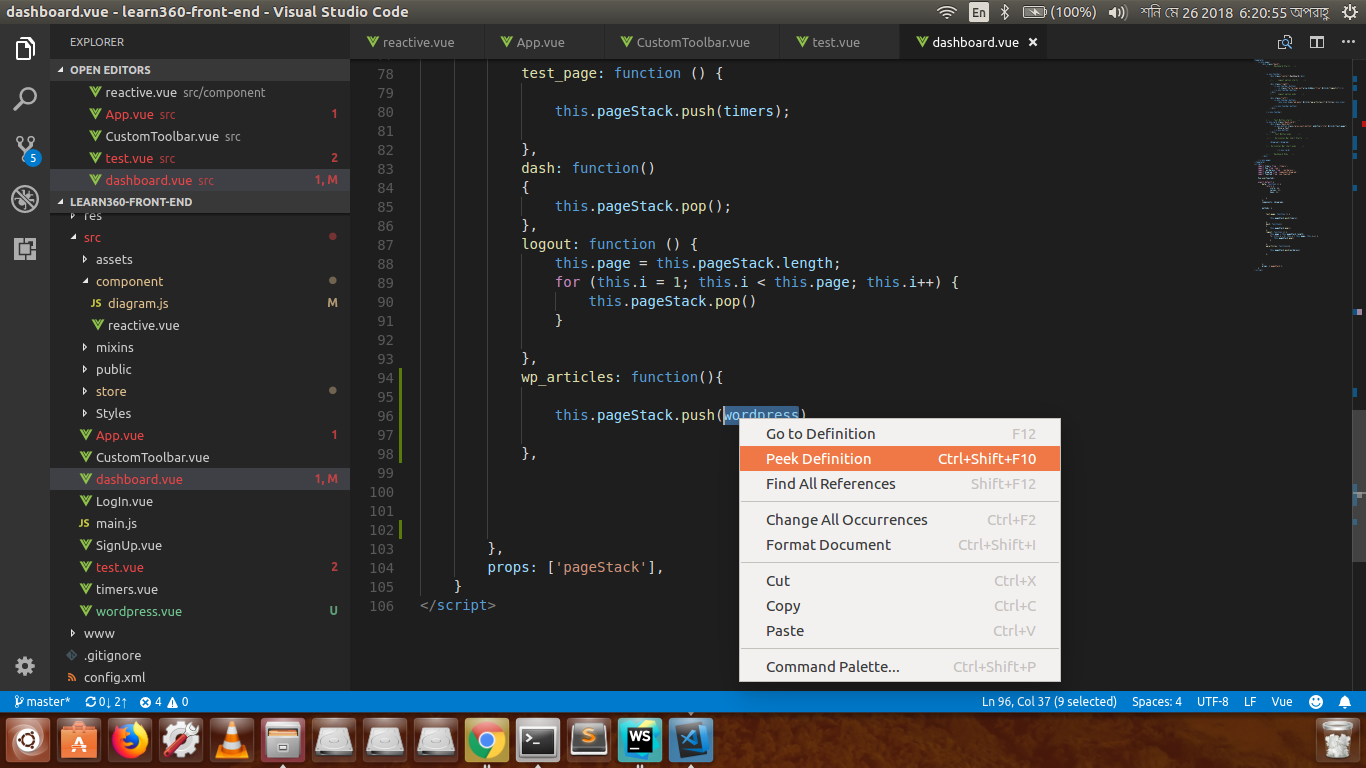 dashboard.vue - learn360-front-end - Visual Studio Code
En
(100%)
শনি মে 26 2018 6:20:55 অপরাহ্ণ
EXPLORER
reactive.vue
App.vue
CustomToolbar.vue
test.vue
dashboard.vue
OPEN EDITORS
reactive.vue src/component
App.vue src 1
CustomToolbar.vue src
test.vue src 2
dashboard.vue src 1, M
5
LEARN360-FRONT-END
res
src
assets
component
JS diagram.js M
reactive.vue
mixins
public
store
Styles
App.vue 1
CustomToolbar.vue
dashboard.vue 1, M
LogIn.vue
JS main.js
SignUp.vue
test.vue 2
timers.vue
wordpress.vue U
www
.gitignore
config.xml
78 test_page: function () {
79
80 this.pageStack.push(timers);
81
82 },
83 dash: function()
84 {
85 this.pageStack.pop();
86 },
87 logout: function () {
88 this.page = this.pageStack.length;
89 for (this.i = 1; this.i < this.page; this.i++) {
90 this.pageStack.pop()
91 }
92
93 },
94 wp_articles: function(){
95
96 this.pageStack.push(wordpress)
97
98 },
99
100
101
102
103 },
104 props: ['pageStack'],
105 }
106 </script>
Go to Definition F12
Peek Definition Ctrl+Shift+F10
Find All References Shift+F12
Change All Occurrences Ctrl+F2
Format Document Ctrl+Shift+I
Cut Ctrl+X
Copy Ctrl+C
Paste Ctrl+V
Command Palette... Ctrl+Shift+P
master* 0↓ 2↑ 4 0
Ln 96, Col 37 (9 selected) Spaces: 4 UTF-8 LF Vue
WS